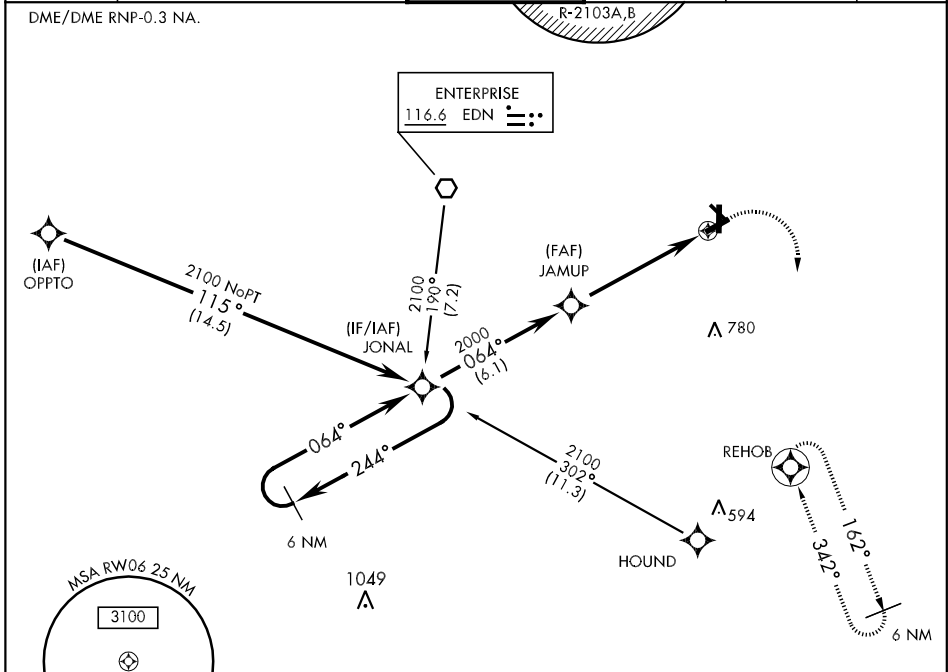 DME/DME RNP-0.3 NA.
R-2103A,B
ENTERPRISE
116.6 EDN
(IAF)
OPPTO
2100 NoPT
115°
(14.5)
2100
190°
(7.2)
(FAF)
JAMUP
(IF/IAF)
JONAL
2000
064°
(6.1)
780
064°
244°
6 NM
2100
302°
(11.3)
REHOB
594
HOUND
162°
342°
6 NM
1049
MSA RW06 25 NM
3100